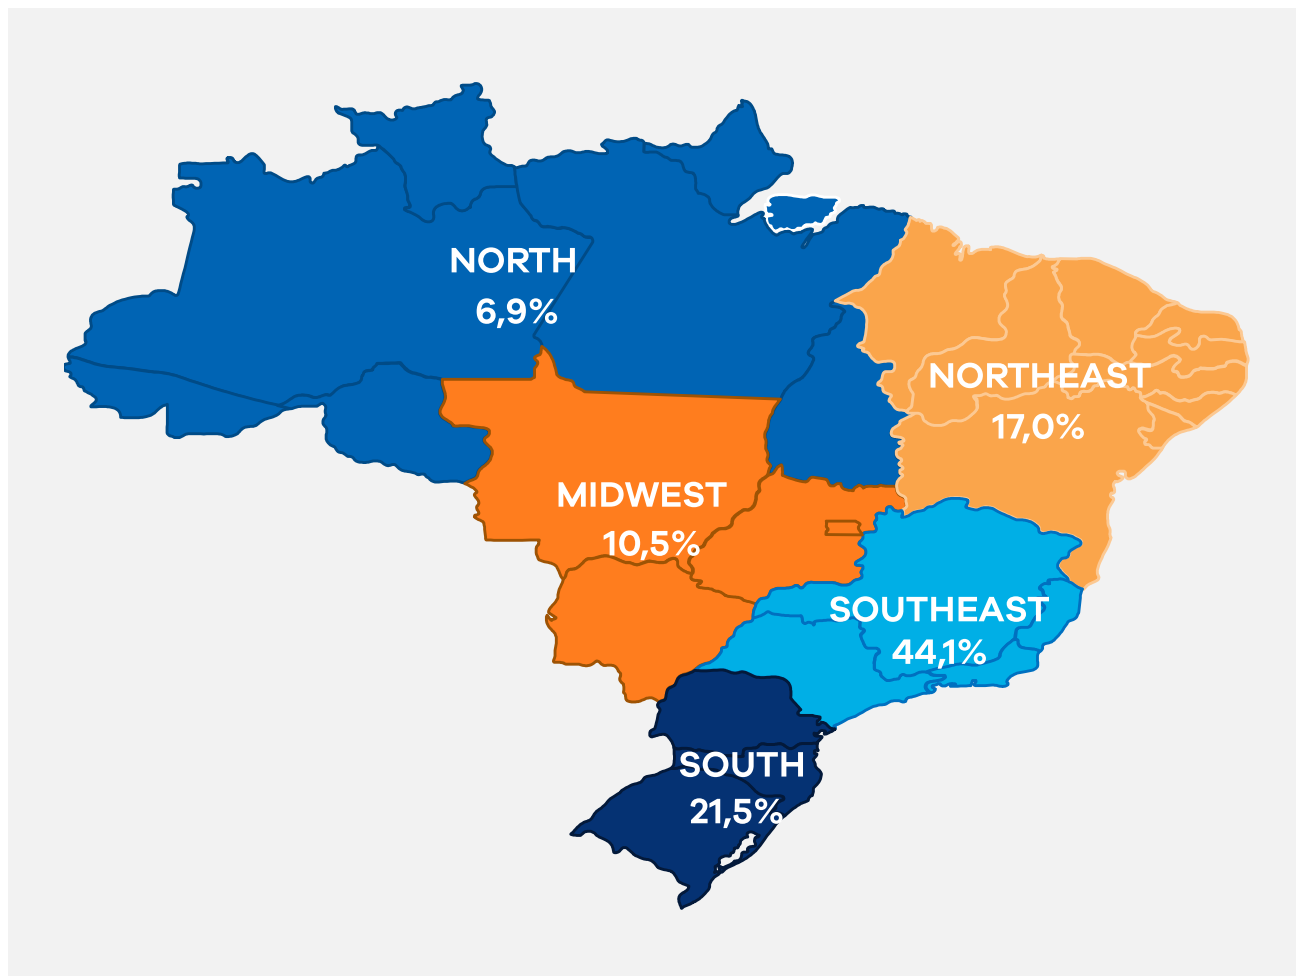 NORTH
6,9%
NORTHEAST
17,0%
MIDWEST
10,5%
SOUTHEAST
44,1%
SOUTH
21,5%